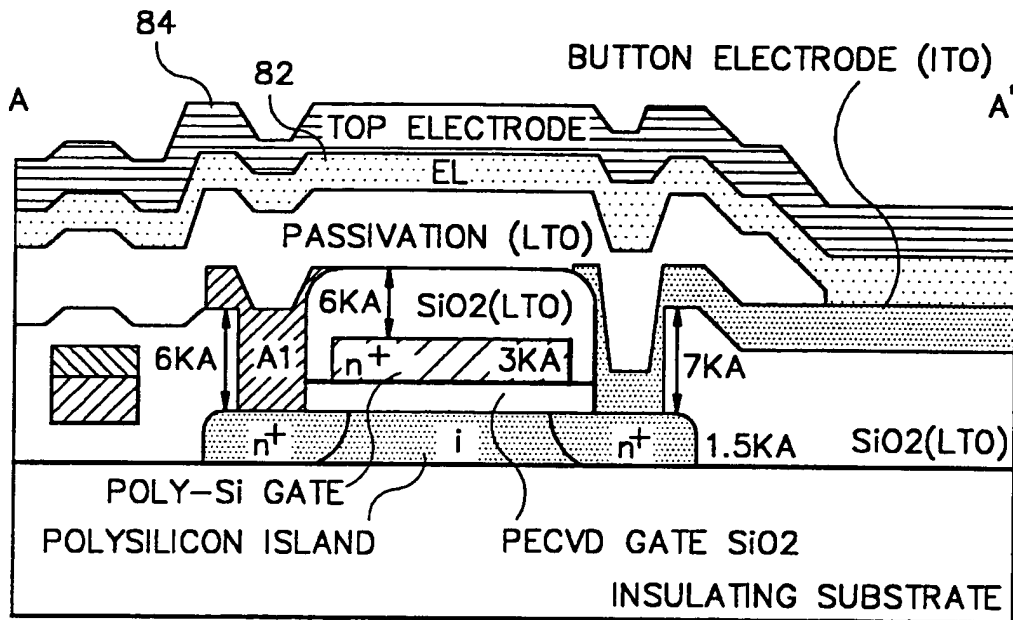 84
82
BUTTON ELECTRODE (ITO)
A
A'
TOP ELECTRODE
EL
PASSIVATION (LTO)
6KA
SiO2(LTO)
6KA
A1
n+
3KA
7KA
n+
i
n+
1.5KA
SiO2(LTO)
POLY-Si GATE
POLYSILICON ISLAND
PECVD GATE SiO2
INSULATING SUBSTRATE